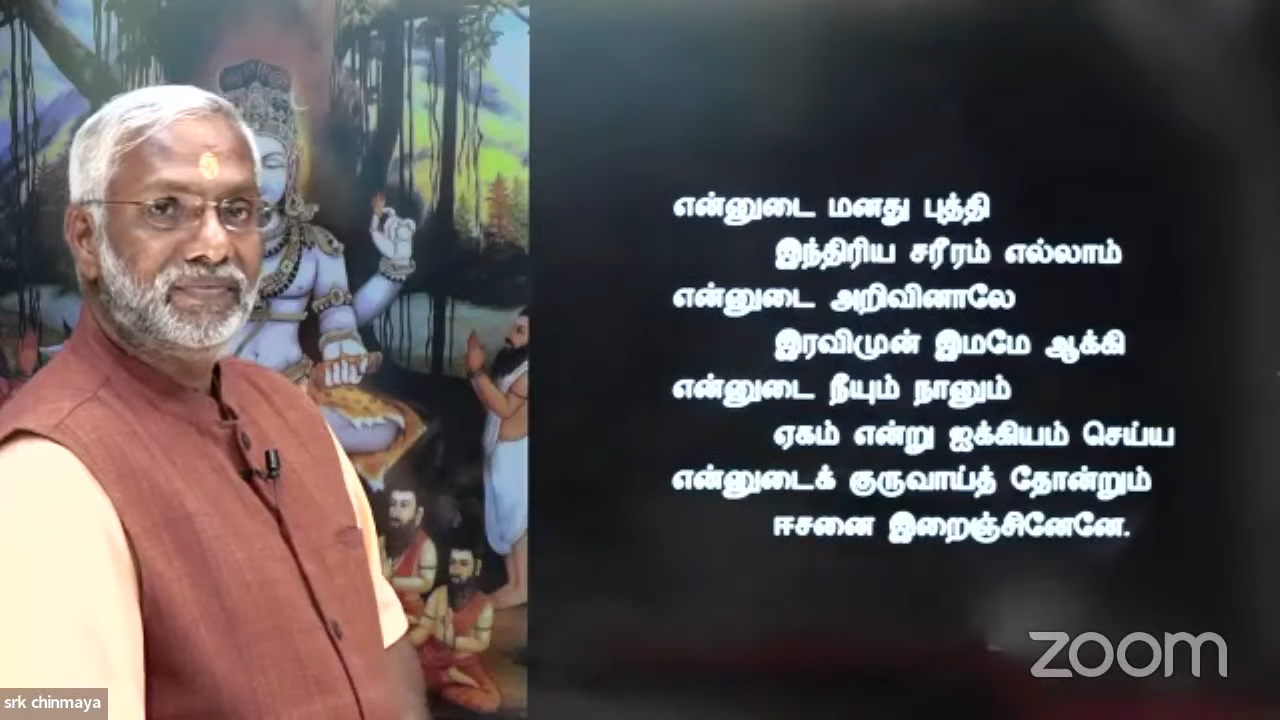 என்னுடை மனது புத்தி
இந்திரிய சரீரம் எல்லாம்
என்னுடை அறிவினாலே
இரவிமுன் இமமே ஆக்கி
என்னுடை நீயும் நானும்
ஏகம் என்று ஐக்கியம் செய்ய
என்னுடைக் குருவாய்த் தோன்றும்
ஈசனை இறைஞ்சினேனே.
zoom
srk chinmaya